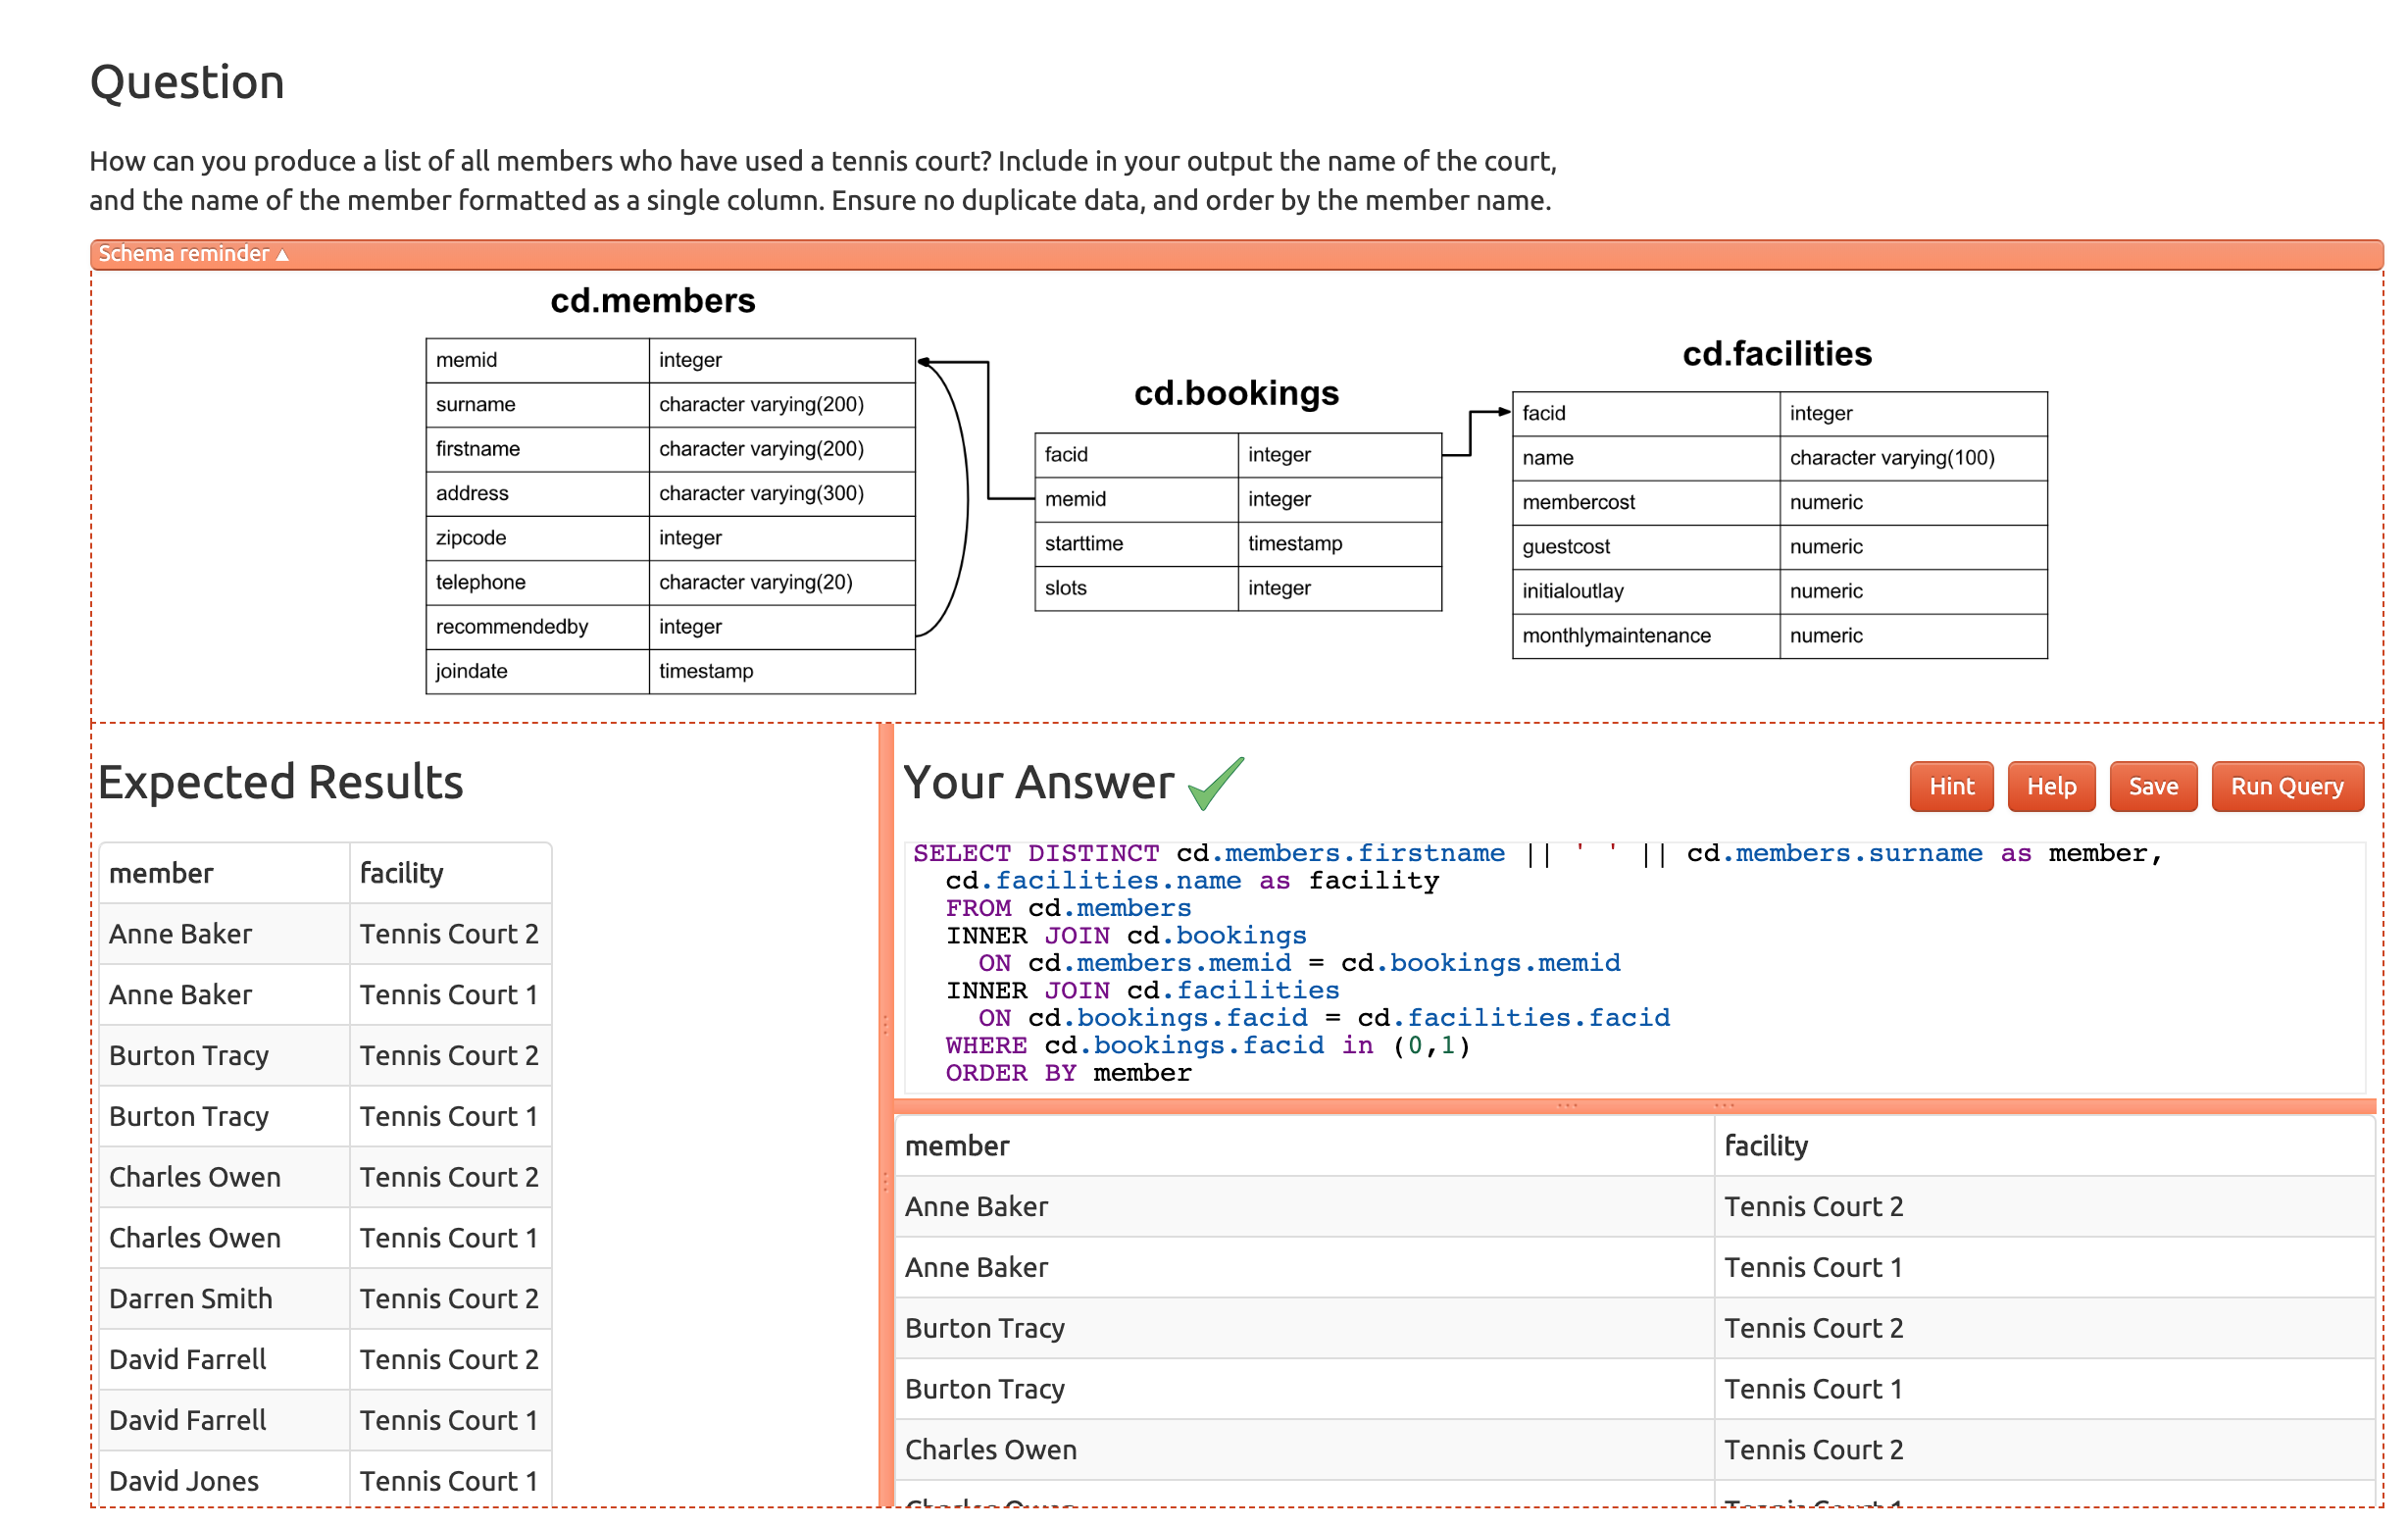 Question
How can you produce a list of all members who have used a tennis court? Include in your output the name of the court,
and the name of the member formatted as a single column. Ensure no duplicate data, and order by the member name.
Schema reminder ▲
cd.members
memid integer
surname character varying(200)
firstname character varying(200)
address character varying(300)
zipcode integer
telephone character varying(20)
recommendedby integer
joindate timestamp
cd.bookings
facid integer
memid integer
starttime timestamp
slots integer
cd.facilities
facid integer
name character varying(100)
membercost numeric
guestcost numeric
initialoutlay numeric
monthlymaintenance numeric
Expected Results
member facility
Anne Baker Tennis Court 2
Anne Baker Tennis Court 1
Burton Tracy Tennis Court 2
Burton Tracy Tennis Court 1
Charles Owen Tennis Court 2
Charles Owen Tennis Court 1
Darren Smith Tennis Court 2
David Farrell Tennis Court 2
David Farrell Tennis Court 1
David Jones Tennis Court 1
Your Answer
Hint Help Save Run Query
SELECT DISTINCT cd.members.firstname || ' ' || cd.members.surname as member,
cd.facilities.name as facility
FROM cd.members
INNER JOIN cd.bookings
ON cd.members.memid = cd.bookings.memid
INNER JOIN cd.facilities
ON cd.bookings.facid = cd.facilities.facid
WHERE cd.bookings.facid in (0,1)
ORDER BY member
member facility
Anne Baker Tennis Court 2
Anne Baker Tennis Court 1
Burton Tracy Tennis Court 2
Burton Tracy Tennis Court 1
Charles Owen Tennis Court 2
Charles Owen Tennis Court 1